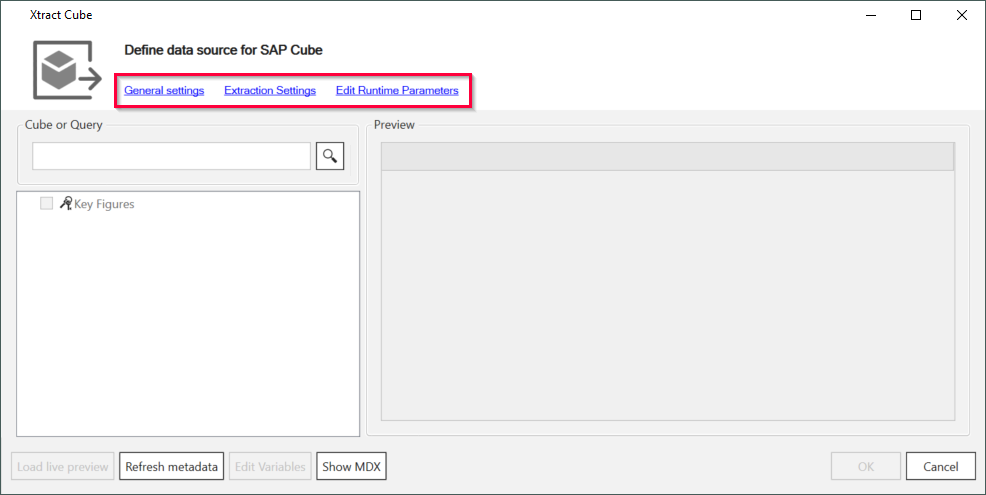 Xtract Cube
Define data source for SAP Cube
General settings Extraction Settings Edit Runtime Parameters
Cube or Query
Preview
Key Figures
Load live preview Refresh metadata Edit Variables Show MDX OK Cancel